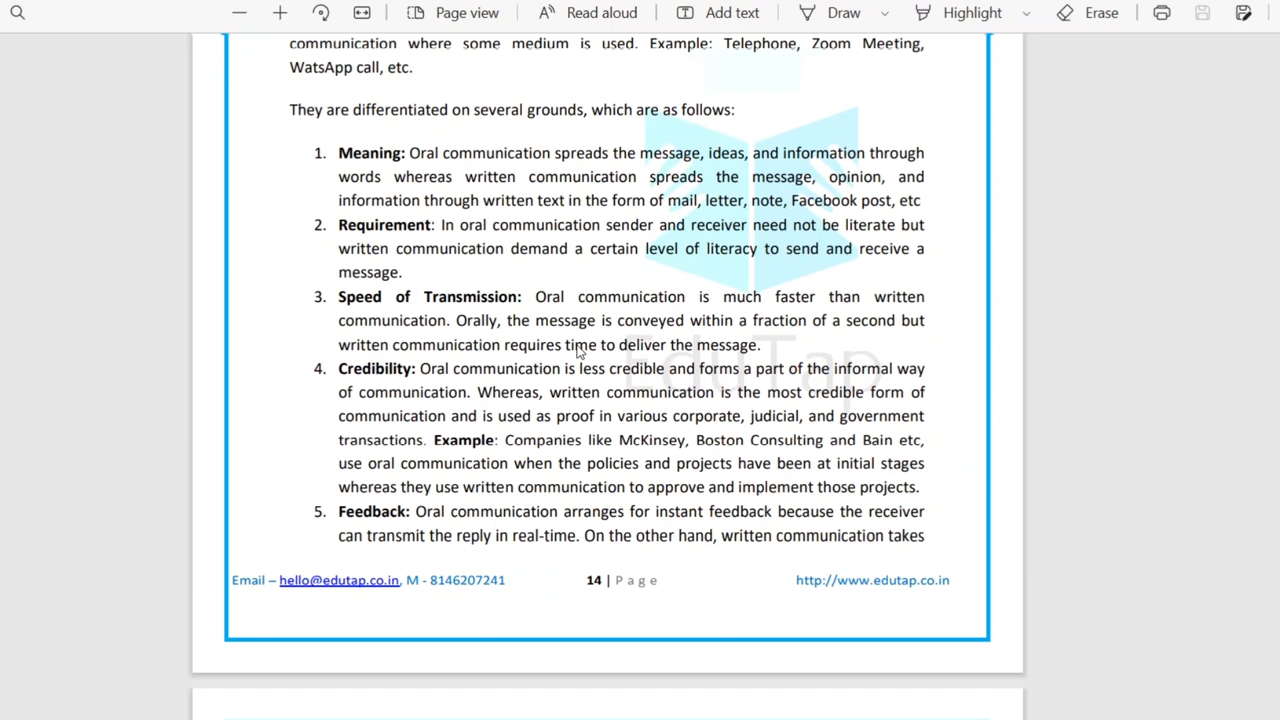 Page view
Read aloud
Add text
Draw
Highlight
Erase
communication where some medium is used. Example: Telephone, Zoom Meeting,
WatsApp call, etc.
They are differentiated on several grounds, which are as follows:
1. Meaning: Oral communication spreads the message, ideas, and information through
words whereas written communication spreads the message, opinion, and
information through written text in the form of mail, letter, note, Facebook post, etc
2. Requirement: In oral communication sender and receiver need not be literate but
written communication demand a certain level of literacy to send and receive a
message.
3. Speed of Transmission: Oral communication is much faster than written
communication. Orally, the message is conveyed within a fraction of a second but
written communication requires time to deliver the message.
EduTap
4. Credibility: Oral communication is less credible and forms a part of the informal way
of communication. Whereas, written communication is the most credible form of
communication and is used as proof in various corporate, judicial, and government
transactions. Example: Companies like McKinsey, Boston Consulting and Bain etc,
use oral communication when the policies and projects have been at initial stages
whereas they use written communication to approve and implement those projects.
5. Feedback: Oral communication arranges for instant feedback because the receiver
can transmit the reply in real-time. On the other hand, written communication takes
Email – hello@edutap.co.in, M - 8146207241 14 | Page http://www.edutap.co.in